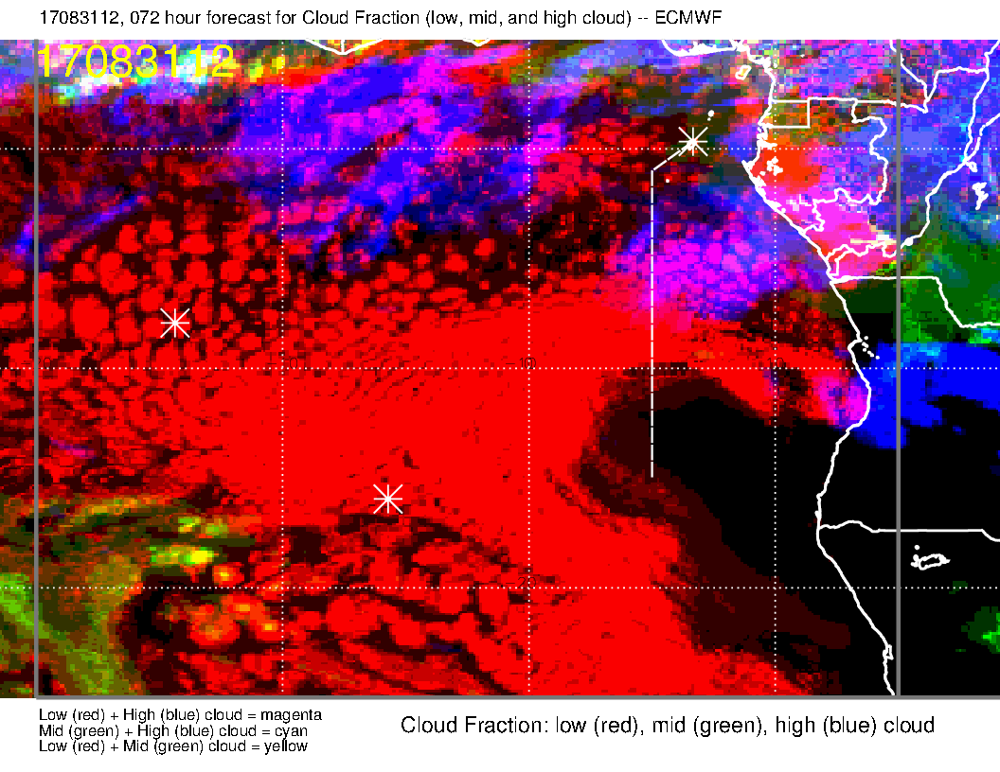 17083112, 072 hour forecast for Cloud Fraction (low, mid, and high cloud) -- ECMWF
17083112
-10
Low (red) + High (blue) cloud = magenta
Mid (green) + High (blue) cloud = cyan
Low (red) + Mid (green) cloud = yellow
Cloud Fraction: low (red), mid (green), high (blue) cloud